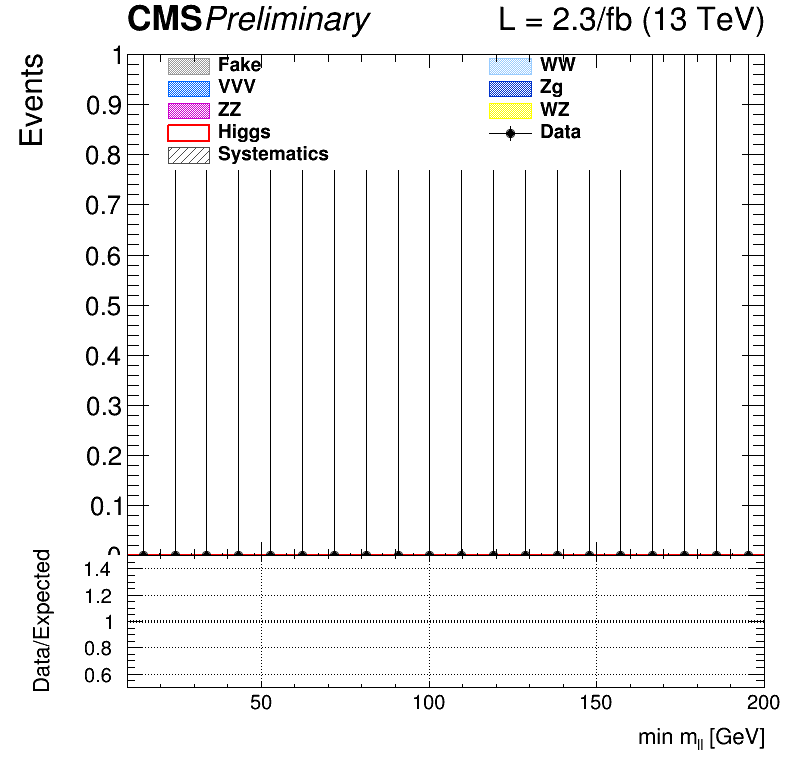 CMS Preliminary L = 2.3/fb (13 TeV)
Events
1
0.9
0.8
0.7
0.6
0.5
0.4
0.3
0.2
0.1
0
Fake WW
VVV Zg
ZZ WZ
Higgs Data
Systematics
Data/Expected
1.4
1.2
1
0.8
0.6
50 100 150 200
min m_ll [GeV]